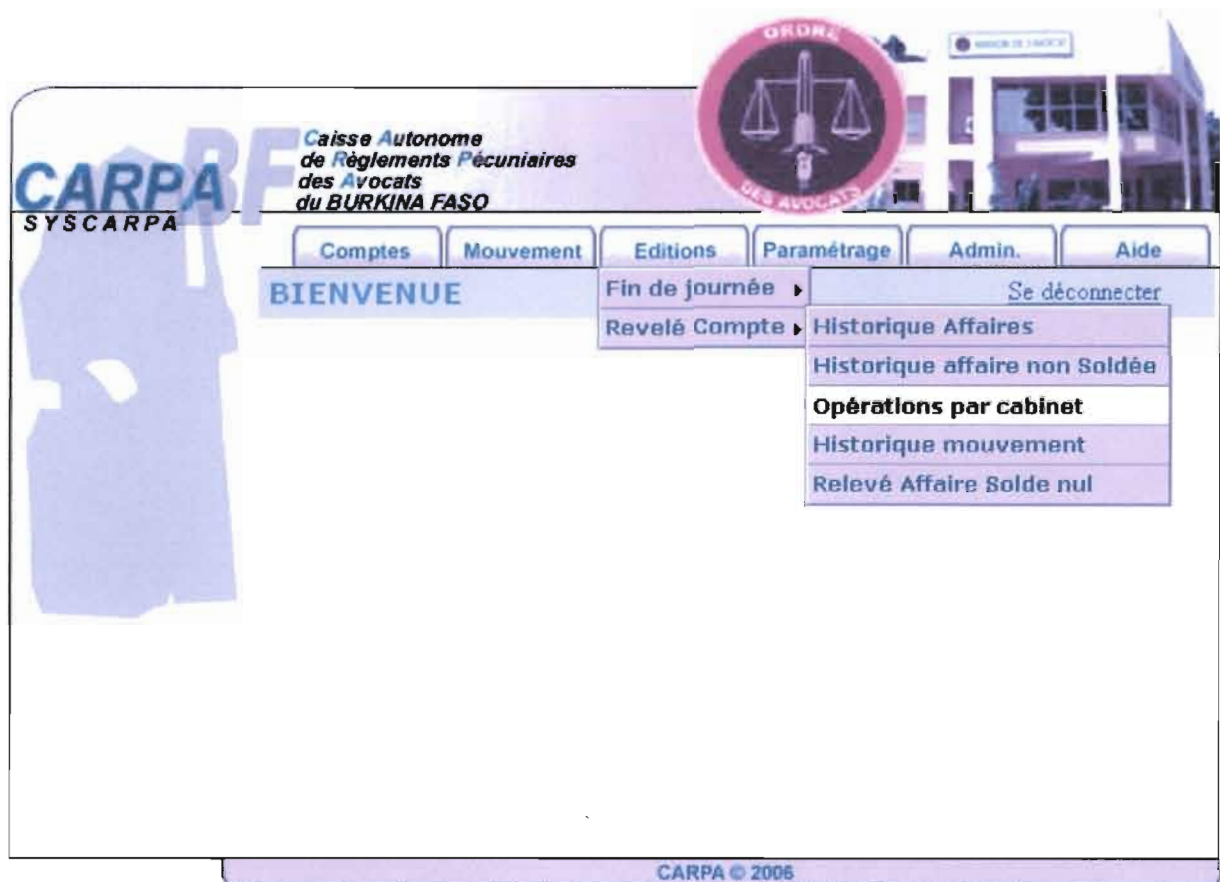 ORDRE
DES AVOCATS
Caisse Autonome
de Règlements Pécuniaires
des Avocats
du BURKINA FASO
CARPA BF
SYSCARPA
Comptes Mouvement Editions Paramétrage Admin. Aide
BIENVENUE Fin de journée Se déconnecter
Revelé Compte Historique Affaires
Historique affaire non Soldée
Opérations par cabinet
Historique mouvement
Relevé Affaire Solde nul
CARPA © 2006